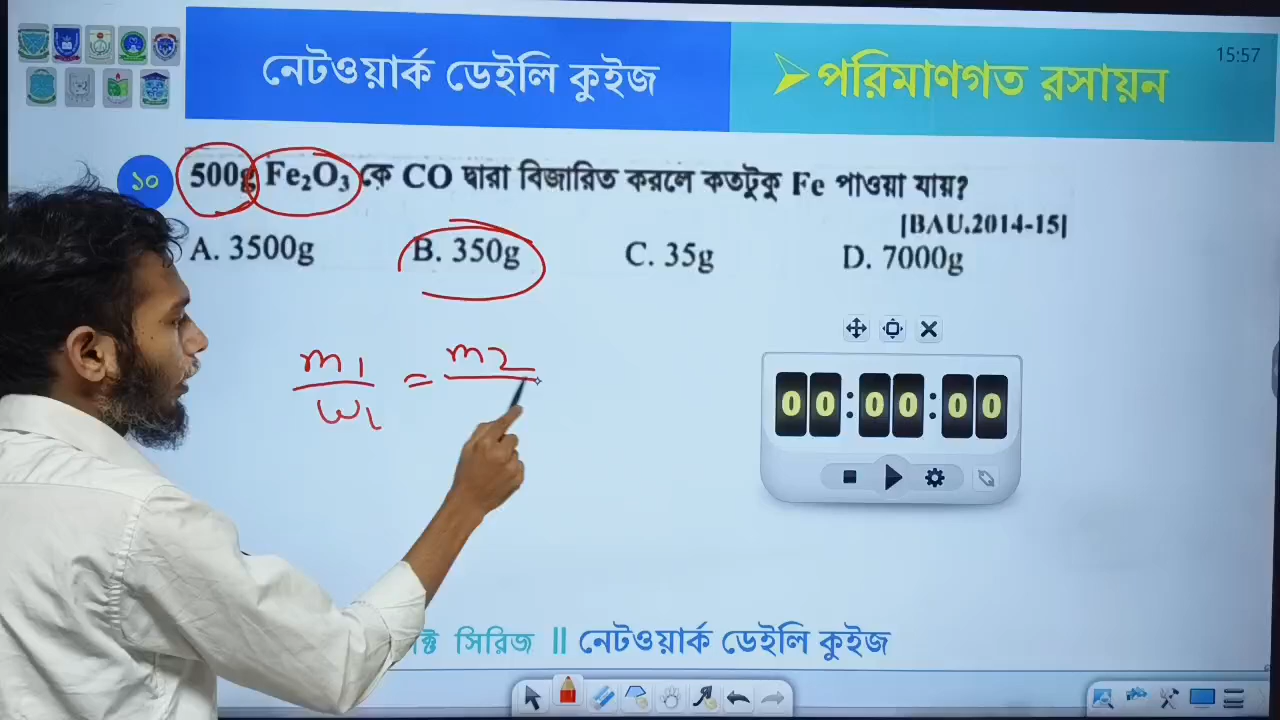 নেটওয়ার্ক ডেইলি কুইজ
➢পরিমাণগত রসায়ন
15:57
১০ 500g Fe₂O₃ কে CO দ্বারা বিজারিত করলে কতটুকু Fe পাওয়া যায়?
[BAU.2014-15]
A. 3500g B. 350g C. 35g D. 7000g
m1 = m2
w1
00:00:00
সিরিজ || নেটওয়ার্ক ডেইলি কুইজ